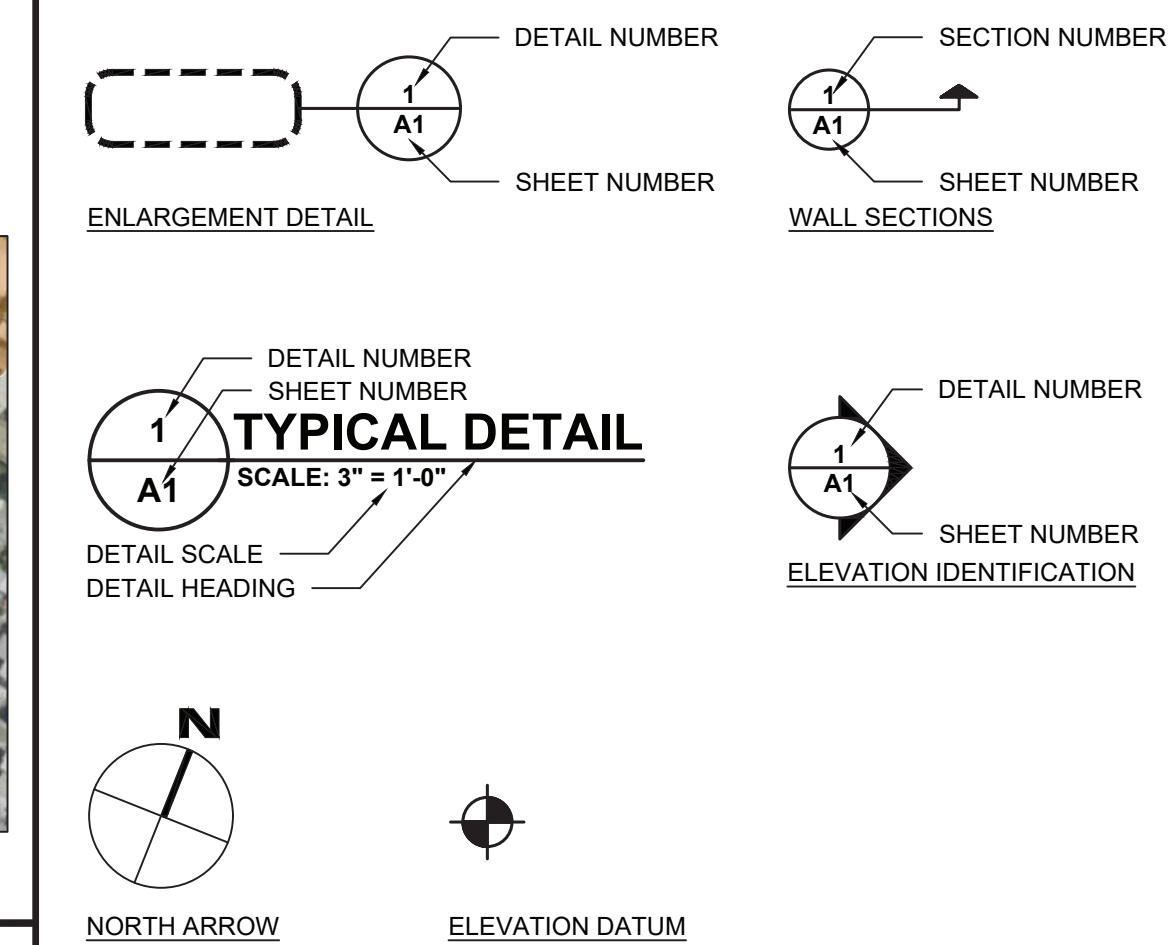 DETAIL NUMBER
1
A1
SHEET NUMBER
ENLARGEMENT DETAIL
SECTION NUMBER
1
A1
SHEET NUMBER
WALL SECTIONS
DETAIL NUMBER
SHEET NUMBER
1
TYPICAL DETAIL
A1
SCALE: 3" = 1'-0"
DETAIL SCALE
DETAIL HEADING
DETAIL NUMBER
1
A1
SHEET NUMBER
ELEVATION IDENTIFICATION
N
NORTH ARROW
ELEVATION DATUM